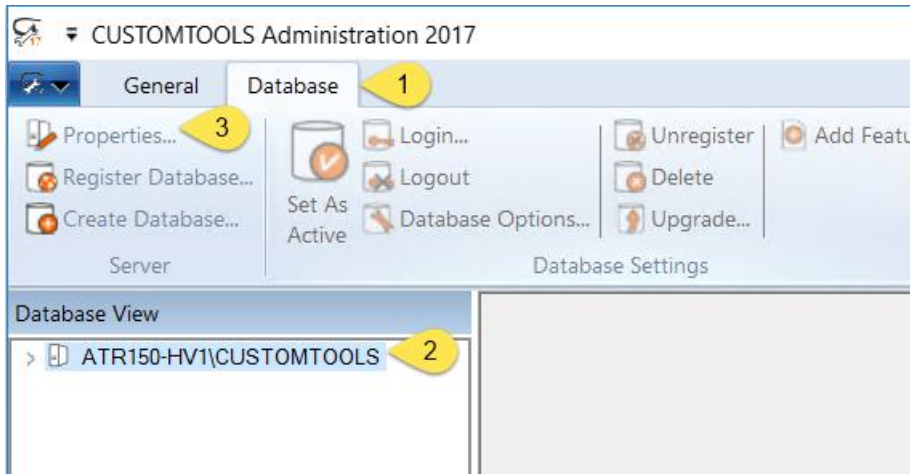 CUSTOMTOOLS Administration 2017
General Database 1
Properties... 3 Login... Unregister Add Featu
Register Database... Logout Delete
Create Database... Set As Active Database Options... Upgrade...
Server Database Settings
Database View
ATR150-HV1\CUSTOMTOOLS 2